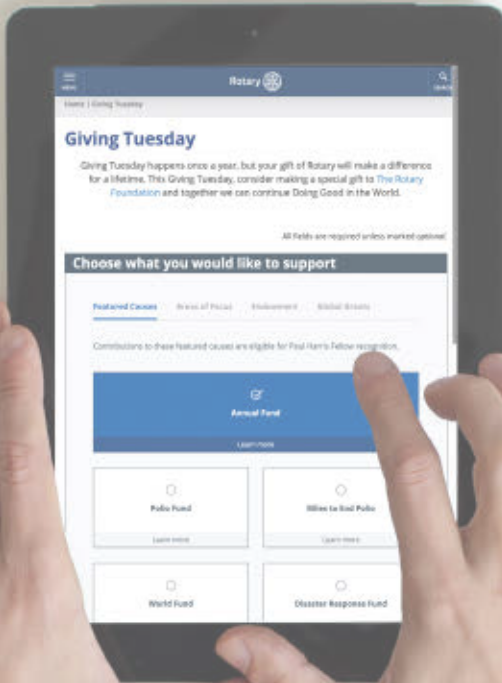 MENU
Rotary
SEARCH
Home | Giving Tuesday
Giving Tuesday
Giving Tuesday happens once a year, but your gift of Rotary will make a difference
for a lifetime. This Giving Tuesday, consider making a special gift to The Rotary
Foundation and together we can continue Doing Good in the World.
All fields are required unless marked optional
Choose what you would like to support
Featured Causes Areas of Focus Endowment Global Grants
Contributions to these featured causes are eligible for Paul Harris Fellow recognition.
Annual Fund
Learn more
Polio Fund
Miles to End Polio
Learn more
Learn more
World Fund
Disaster Response Fund